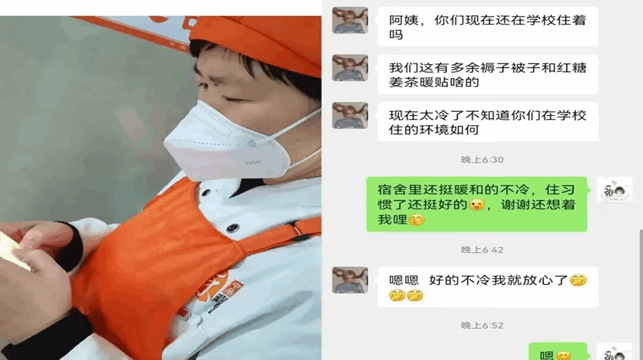 阿姨，你们现在还在学校住着
吗
我们这有多余褥子被子和红糖
姜茶暖贴啥的
现在太冷了不知道你们在学校
住的环境如何
晚上6:30
宿舍里还挺暖和的不冷，住习
惯了还挺好的，谢谢还想着
我哩
晚上6:42
嗯嗯 好的不冷我就放心了
晚上6:52
嗯